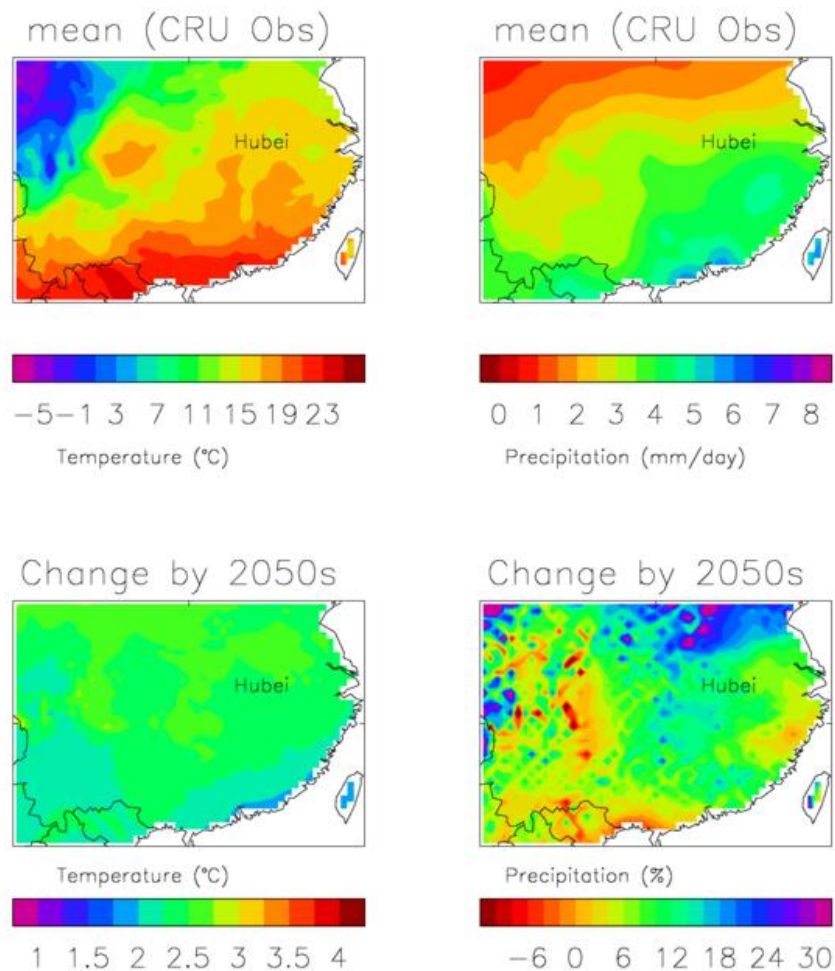 mean (CRU Obs)
mean (CRU Obs)
Hubei
Hubei
-5-1 3 7 11 15 19 23
0 1 2 3 4 5 6 7 8
Temperature (°C)
Precipitation (mm/day)
Change by 2050s
Change by 2050s
Hubei
Hubei
Temperature (°C)
Precipitation (%)
1 1.5 2 2.5 3 3.5 4
-6 0 6 12 18 24 30